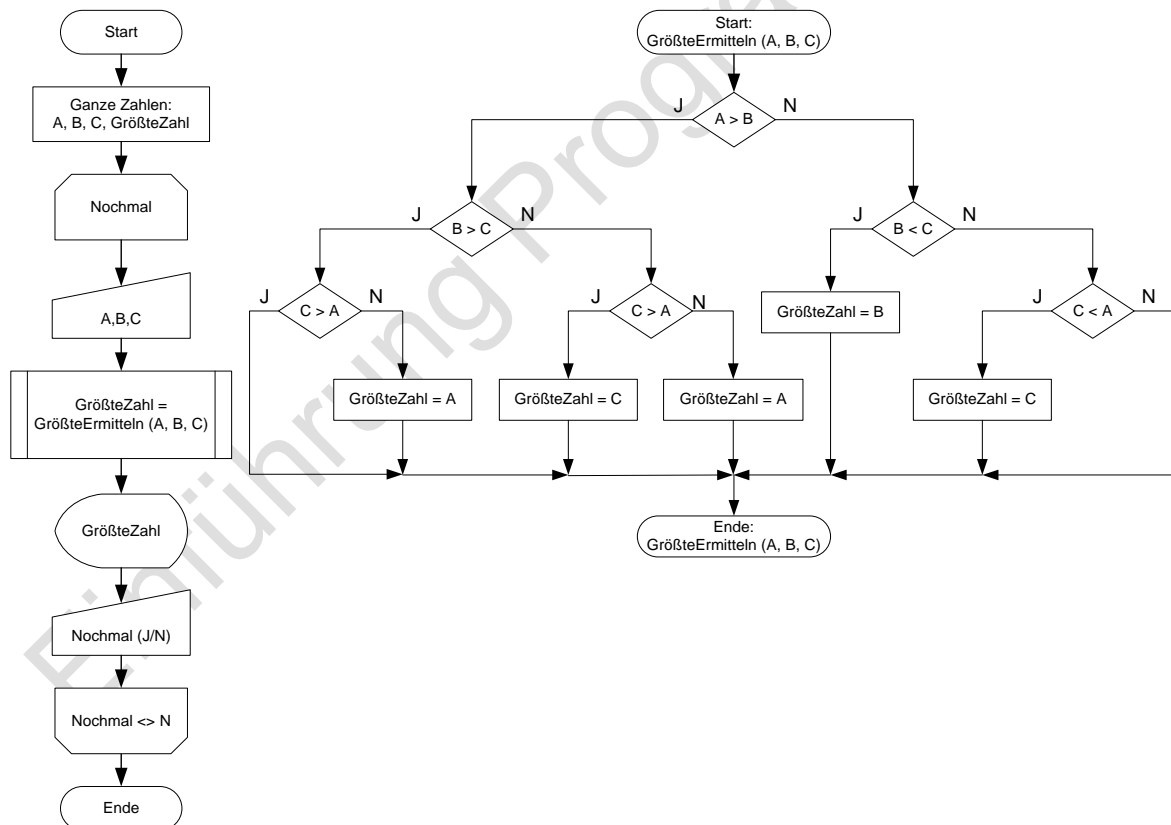 Start
Ganze Zahlen:
A, B, C, GrößteZahl
Nochmal
A,B,C
GrößteZahl =
GrößteErmitteln (A, B, C)
GrößteZahl
Nochmal (J/N)
Nochmal <> N
Ende
Start:
GrößteErmitteln (A, B, C)
J
A > B
N
J
B > C
N
J
B < C
N
J
C > A
N
J
C > A
N
GrößteZahl = B
J
C < A
N
GrößteZahl = A
GrößteZahl = C
GrößteZahl = A
GrößteZahl = C
Ende:
GrößteErmitteln (A, B, C)
Einführung